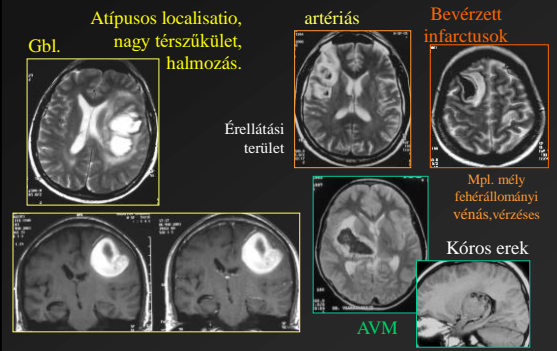 Gbl.
Atípusos localisatio,
nagy térszűkület,
halmozás.
artériás
Bevérzett
infarctusok
Érellátási
terület
Mpl. mély
fehérállományi
vénás,vérzéses
Kóros erek
AVM